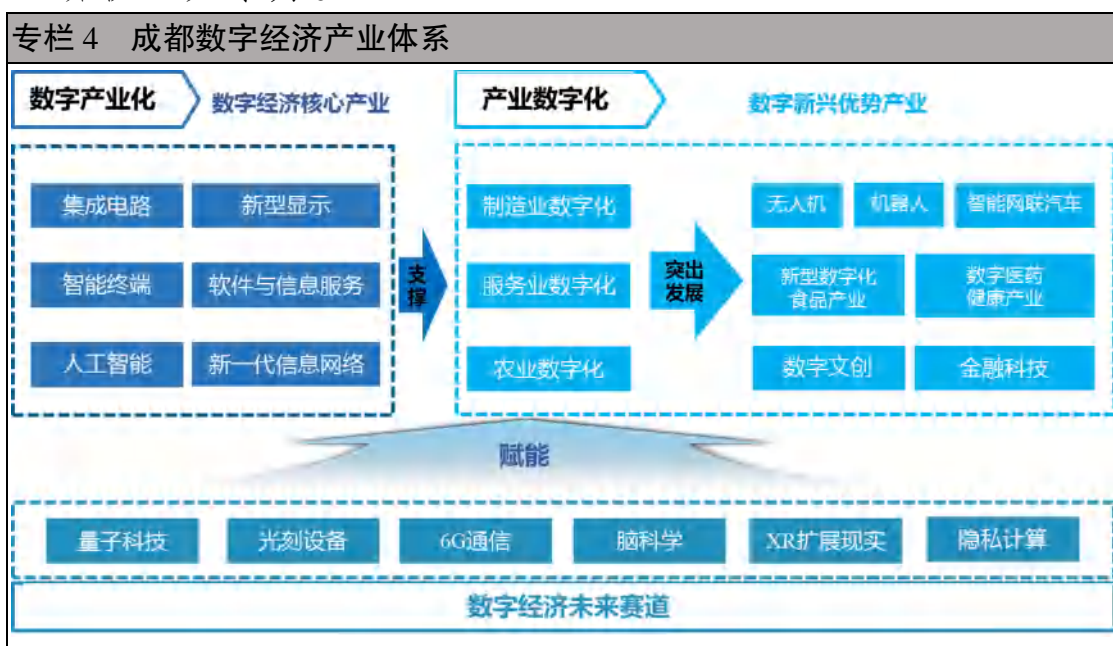 专栏 4 成都数字经济产业体系
数字产业化
数字经济核心产业
产业数字化
数字新兴优势产业
集成电路
新型显示
智能终端
软件与信息服务
人工智能
新一代信息网络
支
撑
制造业数字化
服务业数字化
农业数字化
突出
发展
无人机
机器人
智能网联汽车
新型数字化
食品产业
数字医药
健康产业
数字文创
金融科技
赋能
量子科技
光刻设备
6G通信
脑科学
XR扩展现实
隐私计算
数字经济未来赛道